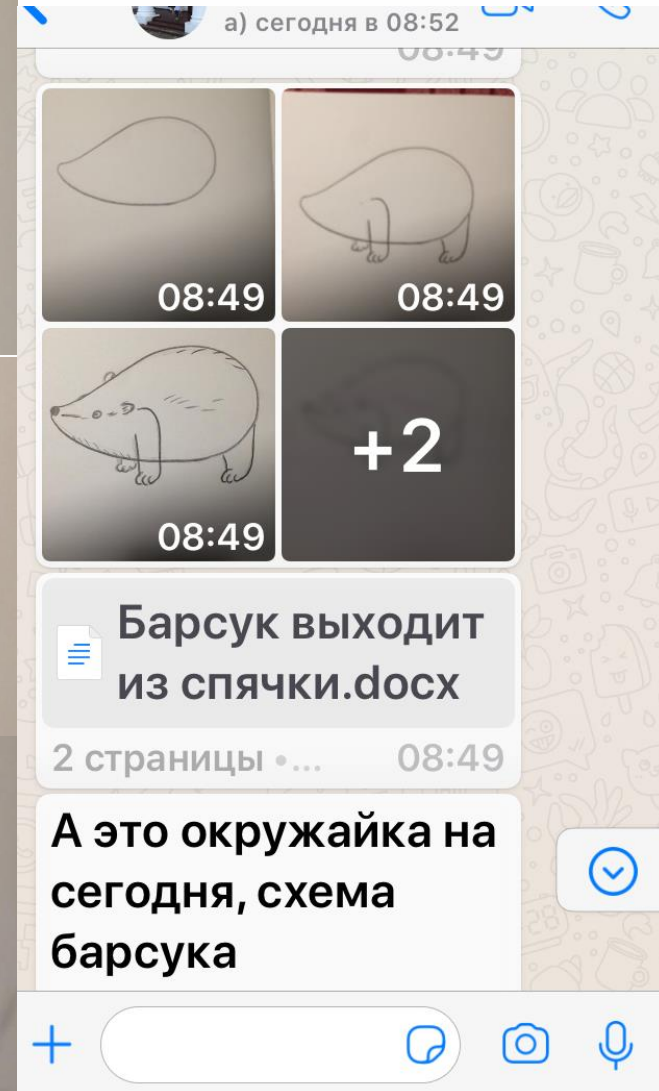 а) сегодня в 08:52
08:49
08:49
08:49
08:49
+2
Барсук выходит
из спячки.docx
2 страницы •...
08:49
А это окружайка на
сегодня, схема
барсука